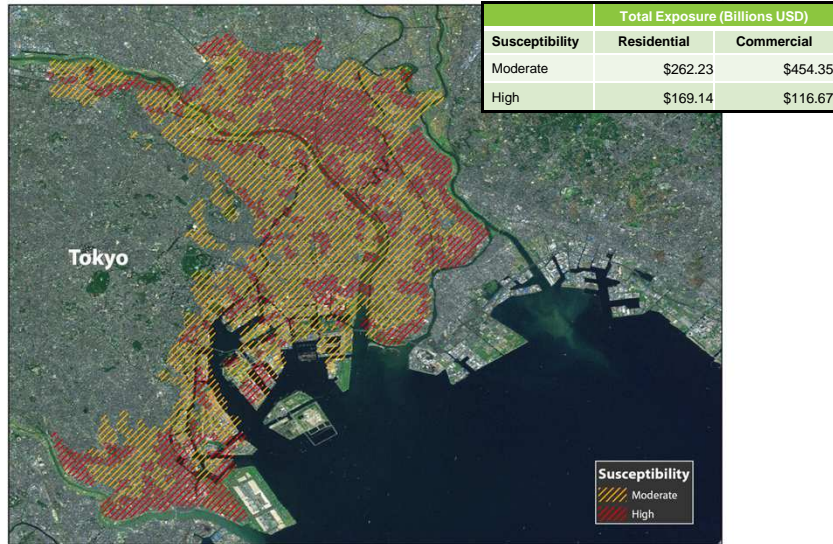 Total Exposure (Billions USD)
Susceptibility Residential Commercial
Moderate $262.23 $454.35
High $169.14 $116.67
Tokyo
Susceptibility
Moderate
High